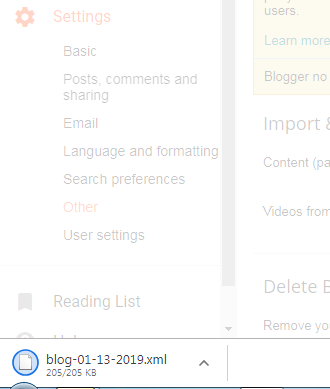 Settings
Basic
Posts, comments and
sharing
Email
Language and formatting
Search preferences
Other
User settings
Reading List
users.
Learn more
Blogger no
Import &
Content (pa
Videos from
Delete B
Remove you
blog-01-13-2019.xml
205/205 KB